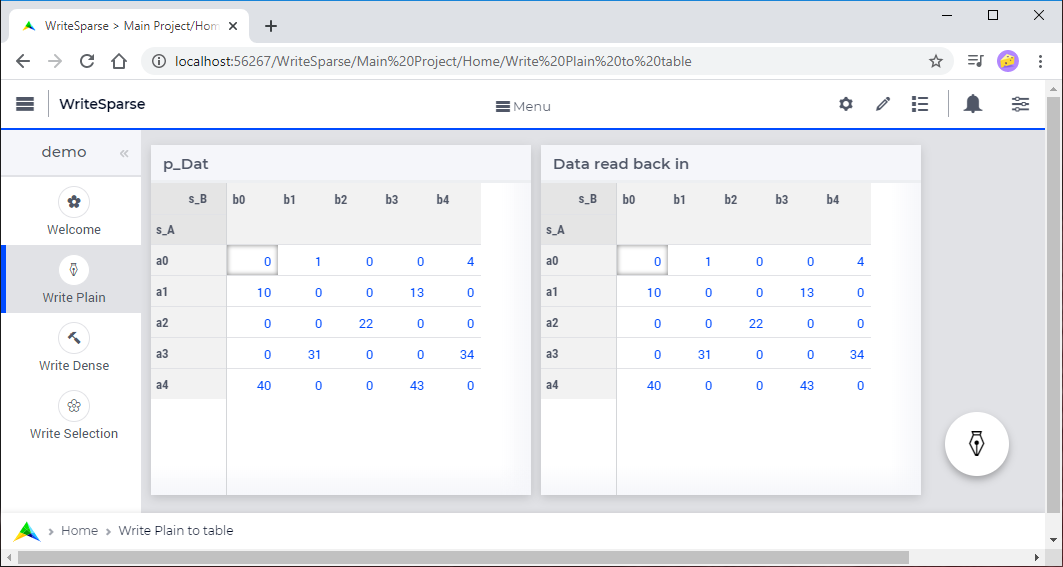 WriteSparse > Main Project/Hom
localhost:56267/WriteSparse/Main%20Project/Home/Write%20Plain%20to%20table
WriteSparse
Menu
demo
Welcome
Write Plain
Write Dense
Write Selection
p_Dat
s_B b0 b1 b2 b3 b4
s_A
a0 0 1 0 0 4
a1 10 0 0 13 0
a2 0 0 22 0 0
a3 0 31 0 0 34
a4 40 0 0 43 0
Data read back in
s_B b0 b1 b2 b3 b4
s_A
a0 0 1 0 0 4
a1 10 0 0 13 0
a2 0 0 22 0 0
a3 0 31 0 0 34
a4 40 0 0 43 0
Home > Write Plain to table